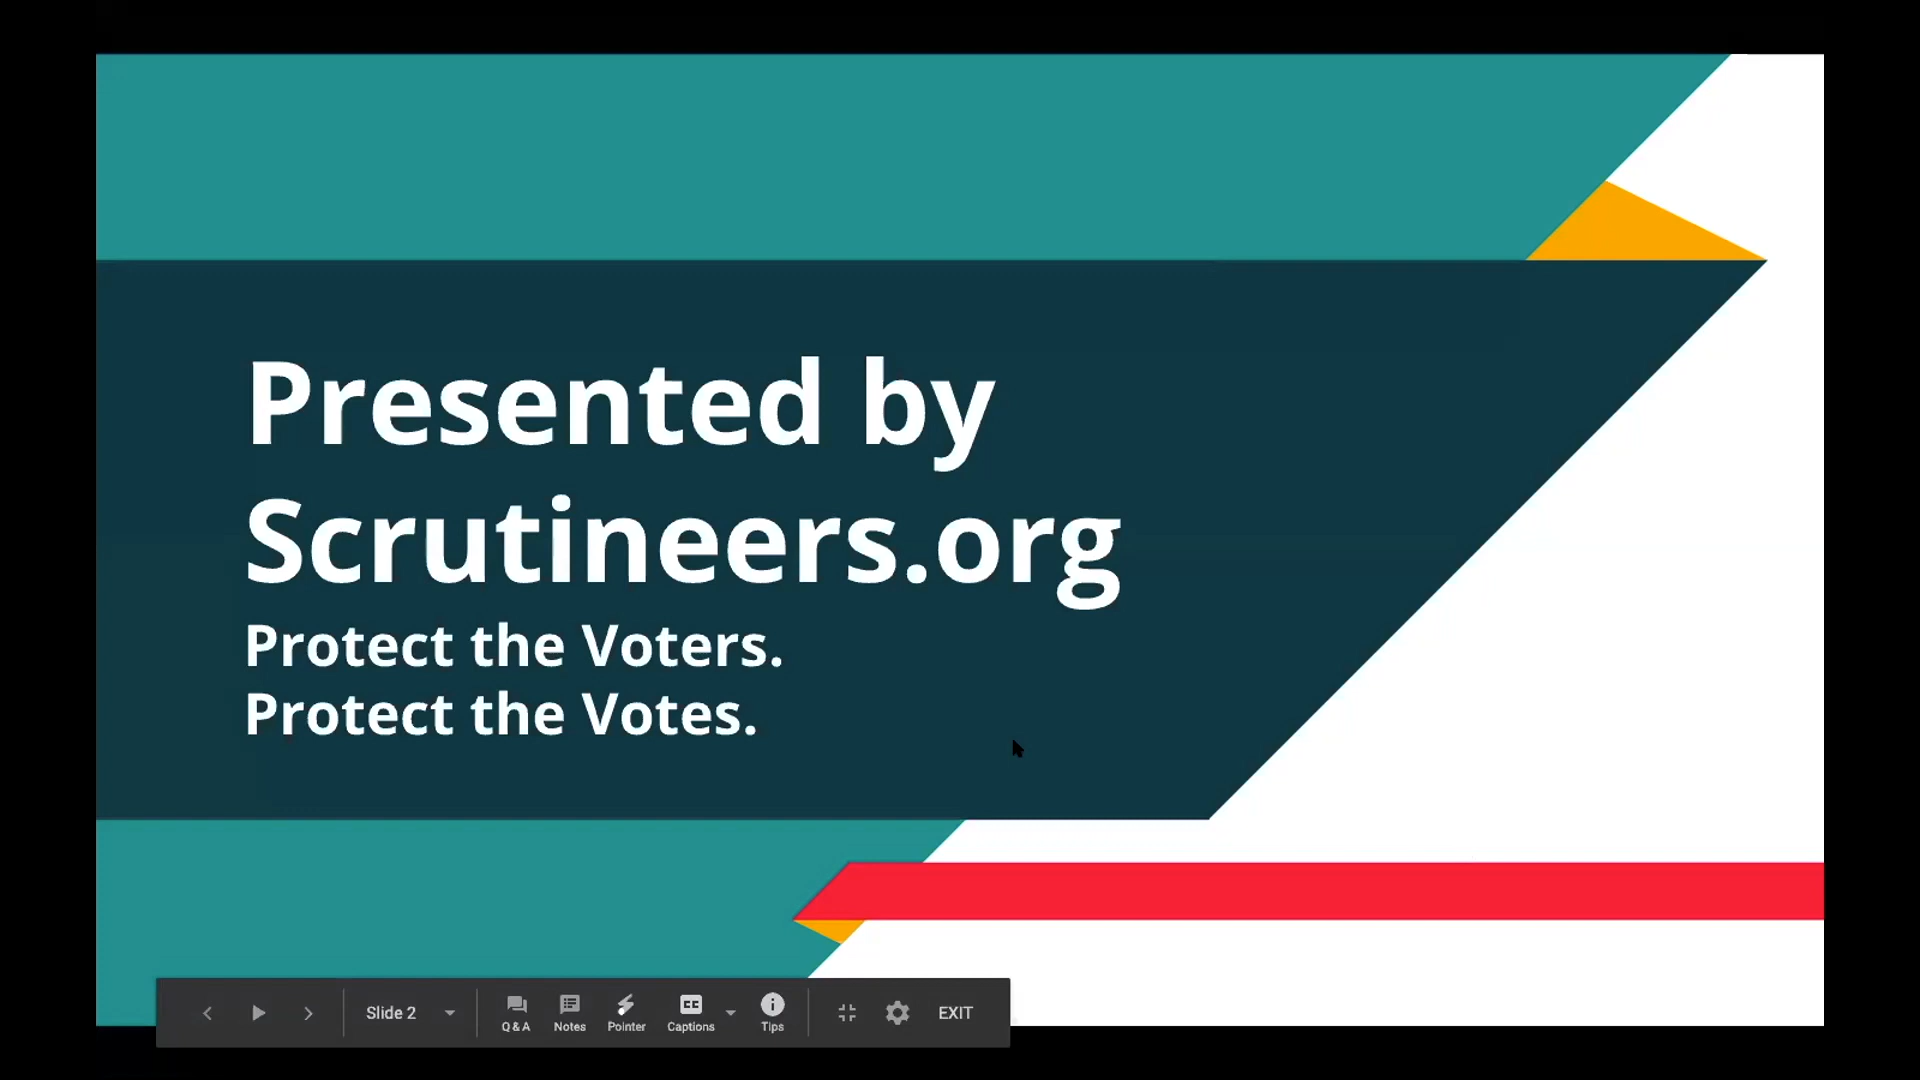 Presented by
Scrutineers.org
Protect the Voters.
Protect the Votes.
Slide 2
Q & A
Notes
Pointer
Captions
Tips
EXIT